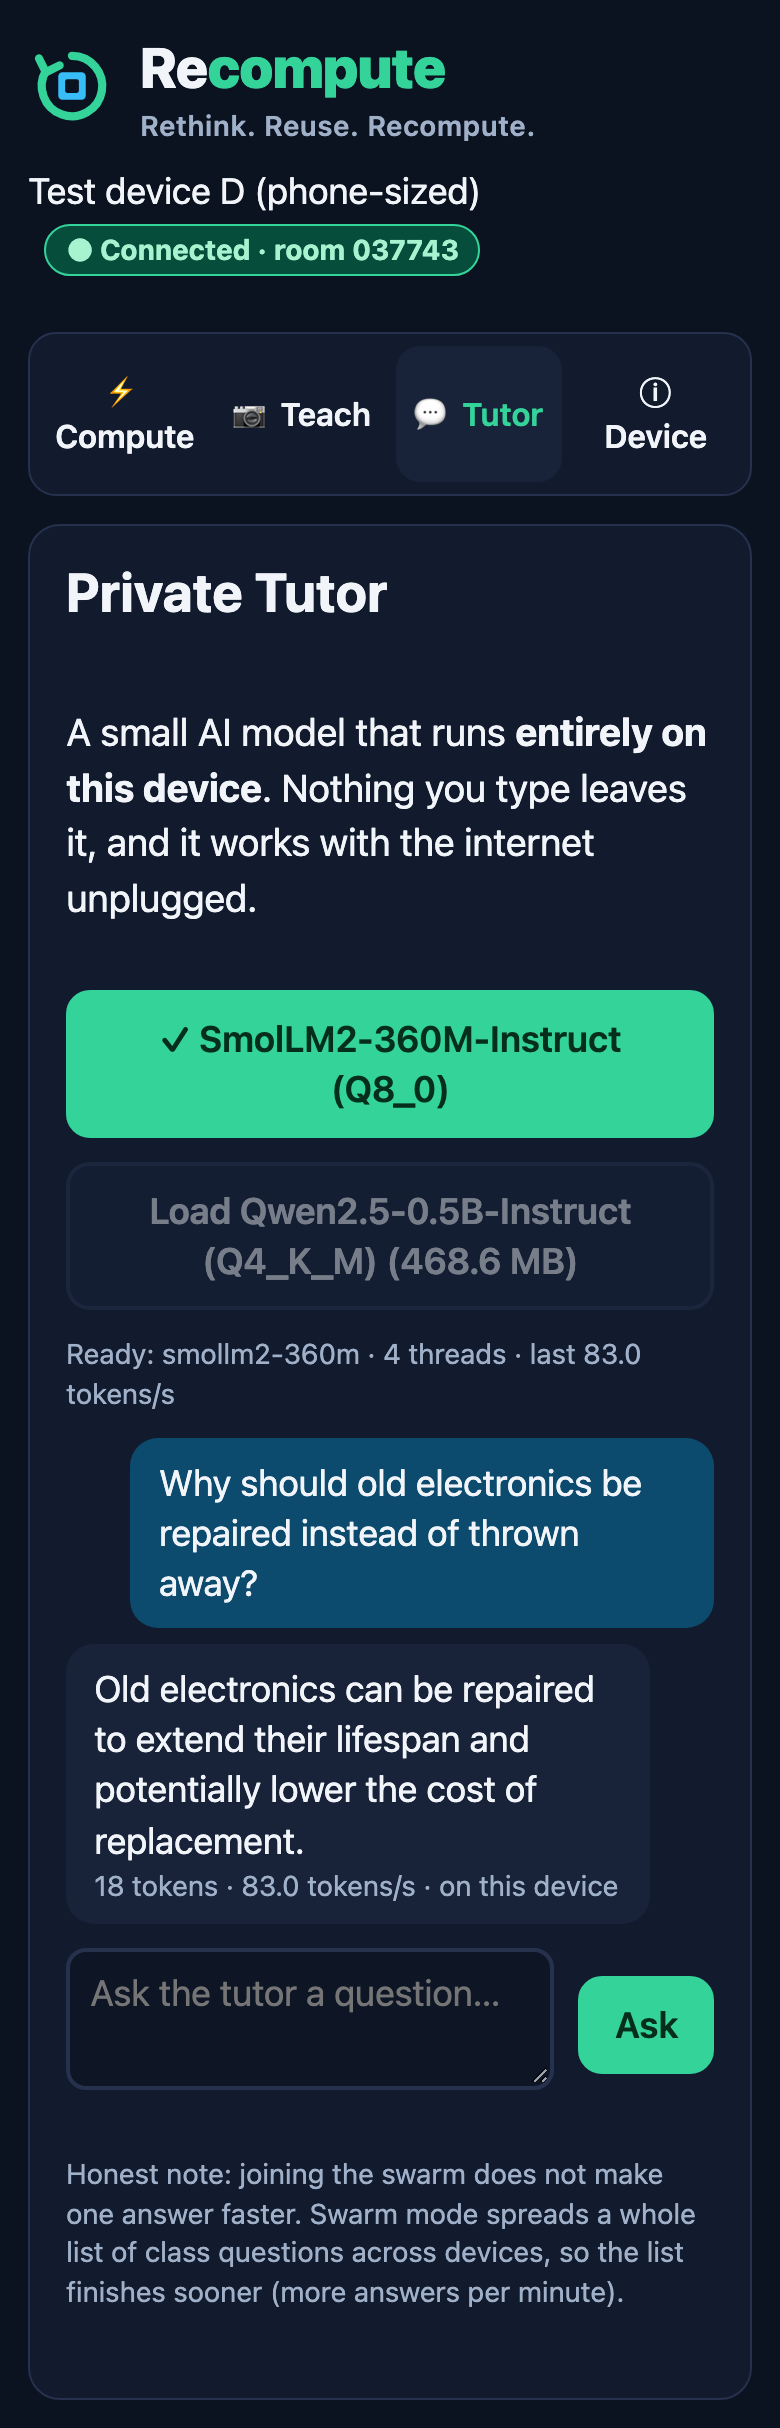 Recompute
Rethink. Reuse. Recompute.
Test device D (phone-sized)
Connected · room 037743
⚡
Compute
📷 Teach
💬 Tutor
ⓘ
Device
Private Tutor
A small AI model that runs entirely on
this device. Nothing you type leaves
it, and it works with the internet
unplugged.
✓ SmolLM2-360M-Instruct
(Q8_0)
Load Qwen2.5-0.5B-Instruct
(Q4_K_M) (468.6 MB)
Ready: smollm2-360m · 4 threads · last 83.0
tokens/s
Why should old electronics be
repaired instead of thrown
away?
Old electronics can be repaired
to extend their lifespan and
potentially lower the cost of
replacement.
18 tokens · 83.0 tokens/s · on this device
Ask the tutor a question...
Ask
Honest note: joining the swarm does not make
one answer faster. Swarm mode spreads a whole
list of class questions across devices, so the list
finishes sooner (more answers per minute).